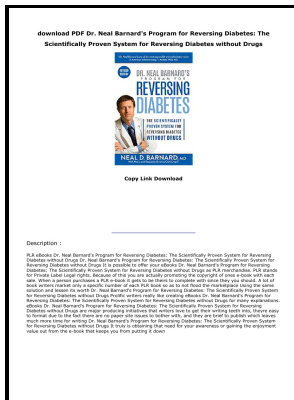 download PDF Dr. Neal Barnard's Program for Reversing Diabetes: The
Scientifically Proven System for Reversing Diabetes without Drugs
DR. NEAL BARNARD'S
PROGRAM FOR
REVERSING
DIABETES
THE SCIENTIFICALLY
PROVEN SYSTEM FOR
REVERSING DIABETES
WITHOUT DRUGS
NEAL D. BARNARD, MD
Copy Link Download
Description :
PLR eBooks Dr. Neal Barnard's Program for Reversing Diabetes: The Scientifically Proven System for Reversing
Diabetes without Drugs Dr. Neal Barnard's Program for Reversing Diabetes: The Scientifically Proven System for
Reversing Diabetes without Drugs It is possible to offer your eBooks Dr. Neal Barnard's Program for Reversing
Diabetes: The Scientifically Proven System for Reversing Diabetes without Drugs as PLR merchandise. PLR stands
for Private Label Legal rights. Because of this you are actually promoting the copyright of ones e-book with each
sale. When a person purchases a PLR e-book it gets to be theirs to complete with since they you should. A lot of
book writers market only a specific number of each PLR book so as to not flood the marketplace Using the same
solution and lessen its worth Dr. Neal Barnard's Program for Reversing Diabetes: The Scientifically Proven System
for Reversing Diabetes without Drugs Prolific writers really like creating eBooks Dr. Neal Barnard's Program for
Reversing Diabetes: The Scientifically Proven System for Reversing Diabetes without Drugs for many explanations.
eBooks Dr. Neal Barnard's Program for Reversing Diabetes: The Scientifically Proven System for Reversing
Diabetes without Drugs are major producing initiatives that writers love to get their writing teeth into, theyre easy
to format due to the fact there are no paper site issues to bother with, and they are brief to publish which leaves
much more time for writing Dr. Neal Barnard's Program for Reversing Diabetes: The Scientifically Proven System for
Reversing Diabetes without Drugs It truly is obtaining that need for your awareness or gaining the enjoyment
value out from the e-book that keeps you from putting it down